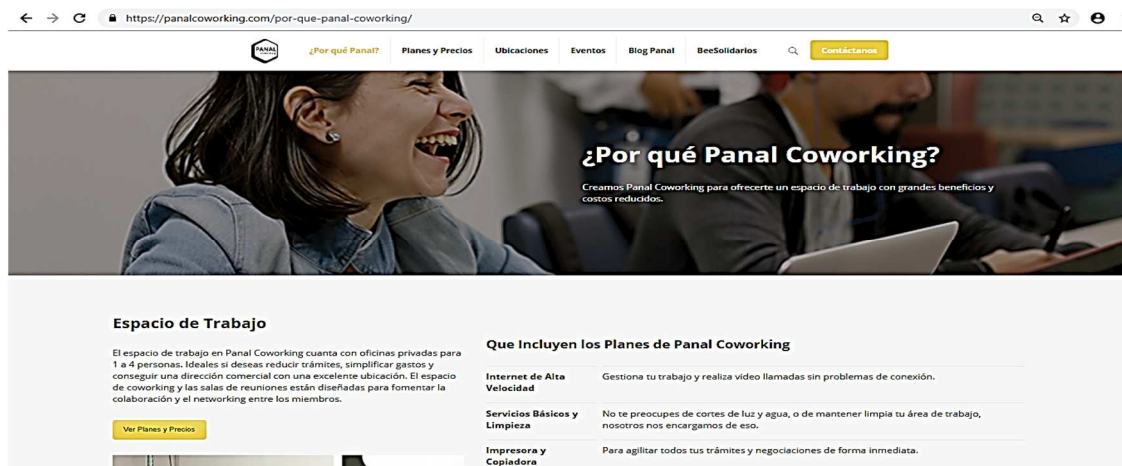 https://panalcoworking.com/por-que-panal-coworking/
PANAL
¿Por qué Panal?
Planes y Precios
Ubicaciones
Eventos
Blog Panal
BeeSolidarios
Contáctanos
¿Por qué Panal Coworking?
Creamos Panal Coworking para ofrecerte un espacio de trabajo con grandes beneficios y
costos reducidos.
Espacio de Trabajo
El espacio de trabajo en Panal Coworking cuanta con oficinas privadas para
1 a 4 personas. Ideales si deseas reducir trámites, simplificar gastos y
conseguir una dirección comercial con una excelente ubicación. El espacio
de coworking y las salas de reuniones están diseñadas para fomentar la
colaboración y el networking entre los miembros.
Ver Planes y Precios
Que Incluyen los Planes de Panal Coworking
Internet de Alta
Velocidad
Gestiona tu trabajo y realiza video llamadas sin problemas de conexión.
Servicios Básicos y
Limpieza
No te preocupes de cortes de luz y agua, o de mantener limpia tu área de trabajo,
nosotros nos encargamos de eso.
Impresora y
Copiadora
Para agilitar todos tus trámites y negociaciones de forma inmediata.